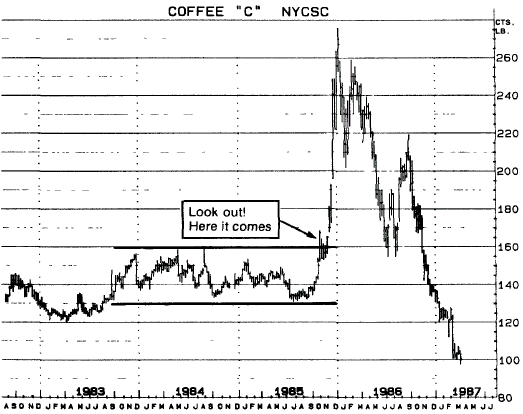 COFFEE "C" NYCSC
CTS.
LB.
260
240
220
200
180
160
140
120
100
80
Look out!
Here it comes
1983 1984 1985 1986 1987
A S O N D J F M A M J J A S O N D J F M A M J J A S O N D J F M A M J J A S O N D J F M A M J J A S O N D J F M A M J J